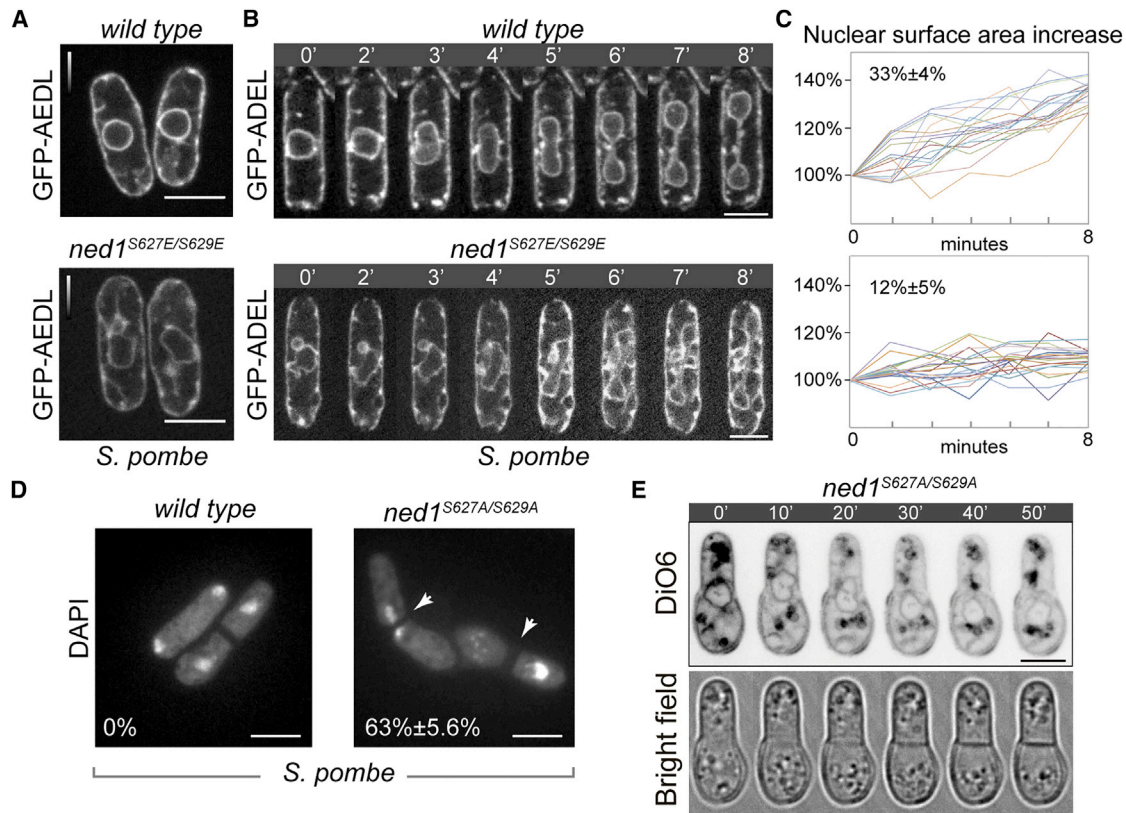 A
wild type
GFP-AEDL
ned1S627E/S629E
GFP-AEDL
S. pombe
B
wild type
0' 2' 3' 4' 5' 6' 7' 8'
GFP-ADEL
ned1S627E/S629E
0' 2' 3' 4' 5' 6' 7' 8'
GFP-ADEL
S. pombe
C
Nuclear surface area increase
140%
33%±4%
120%
100%
0 8
minutes
140%
12%±5%
120%
100%
0 8
minutes
D
wild type
ned1S627A/S629A
DAPI
0%
63%±5.6%
S. pombe
E
ned1S627A/S629A
0' 10' 20' 30' 40' 50'
DiO6
Bright field